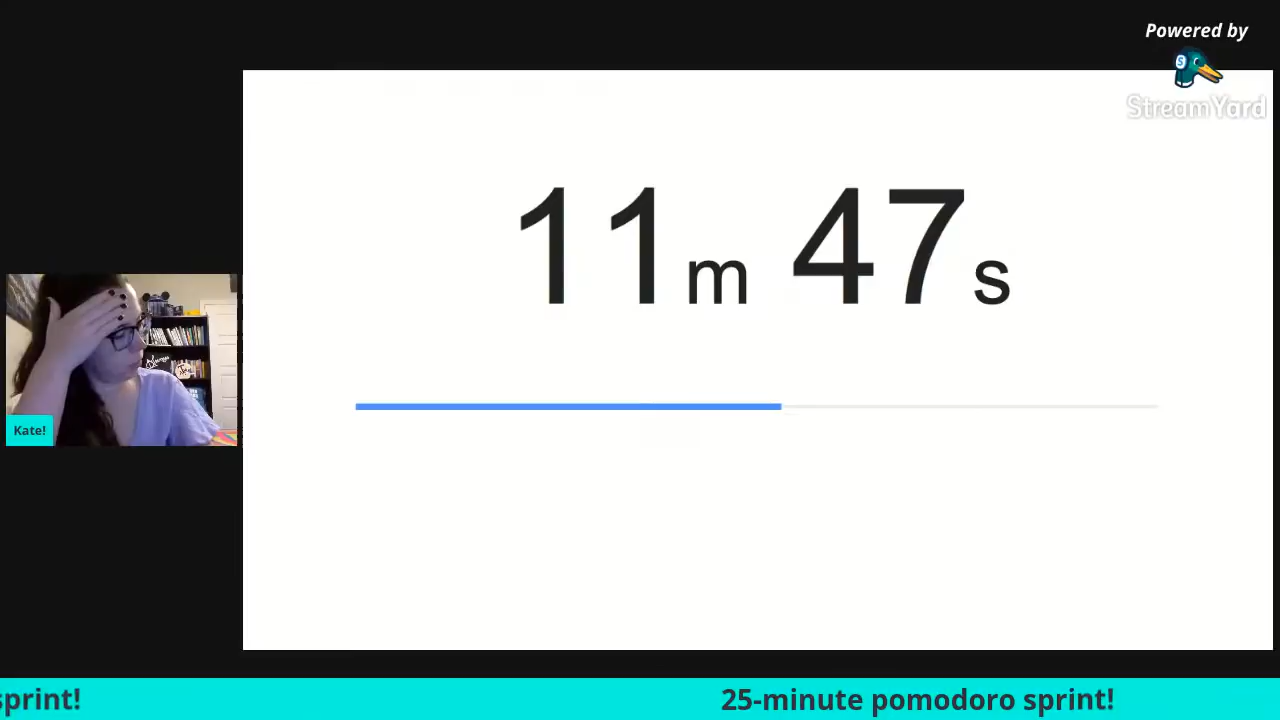 Powered by
StreamYard
11m 47s
Kate!
sprint!
25-minute pomodoro sprint!